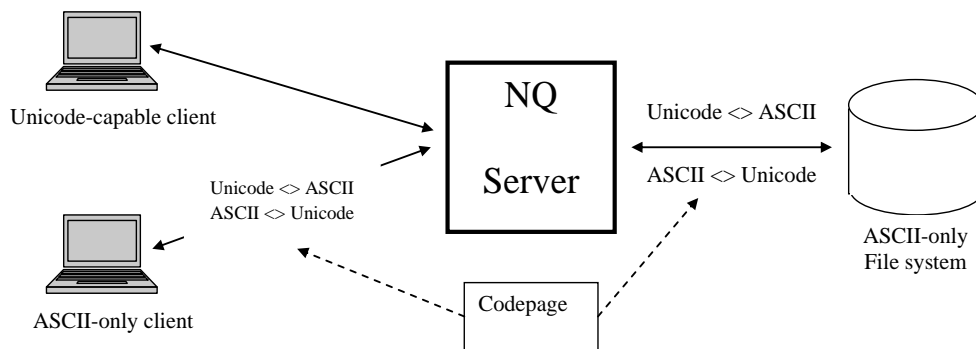 Unicode-capable client
NQ
Server
Unicode <> ASCII
ASCII <> Unicode
Unicode <> ASCII
ASCII <> Unicode
ASCII-only
File system
Codepage
ASCII-only client